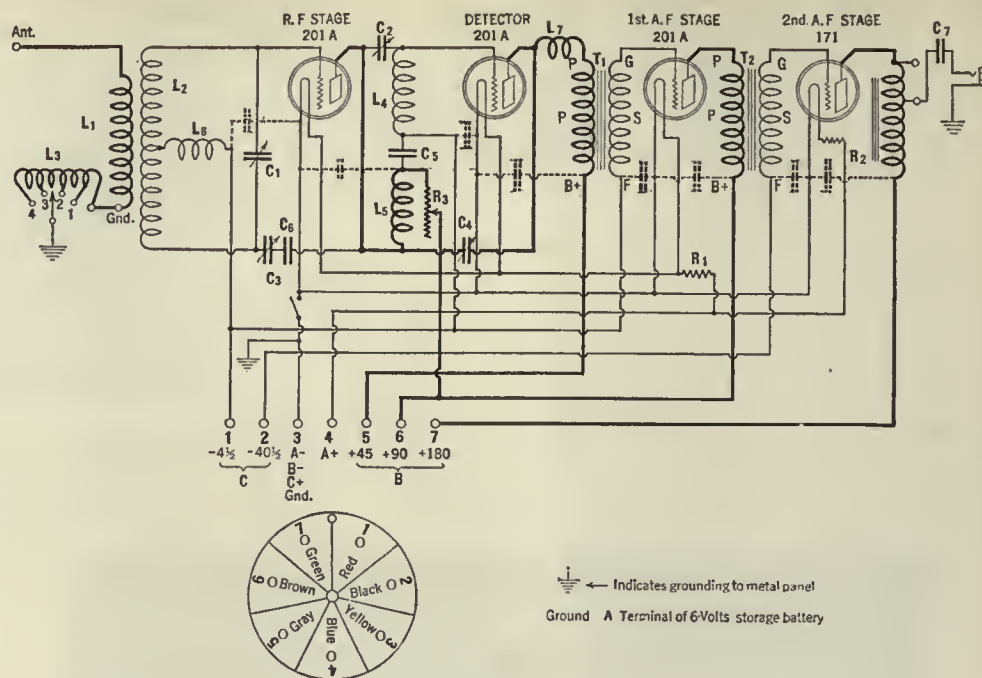 R.F STAGE
201 A
DETECTOR
201 A
1st. A.F STAGE
201 A
2nd. A.F STAGE
171
Ant.
L1
L2
L3
4 3 2 1
Gnd.
L6
C1
C3
C6
C2
L4
C5
L5
R3
C4
L7
P
P
B+
T1
G
S
F
P
P
B+
T2
G
S
F
R1
R2
C7
1 2 3 4 5 6 7
-4½ -40½ A- A+ +45 +90 +180
B-
C+
Gnd.
C
B
1 Red
2 Black
3 Yellow
4 Blue
5 Gray
6 Brown
7 Green
← Indicates grounding to metal panel
Ground A Terminal of 6-Volts storage battery